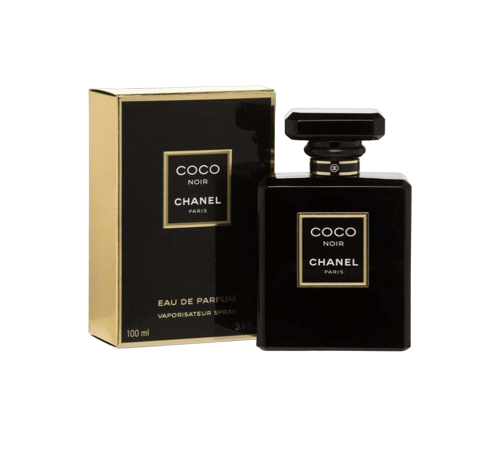 COCO
NOIR
CHANEL
PARIS
EAU DE PARFUM
VAPORISATEUR SPRAY
100 ml
COCO
NOIR
CHANEL
PARIS